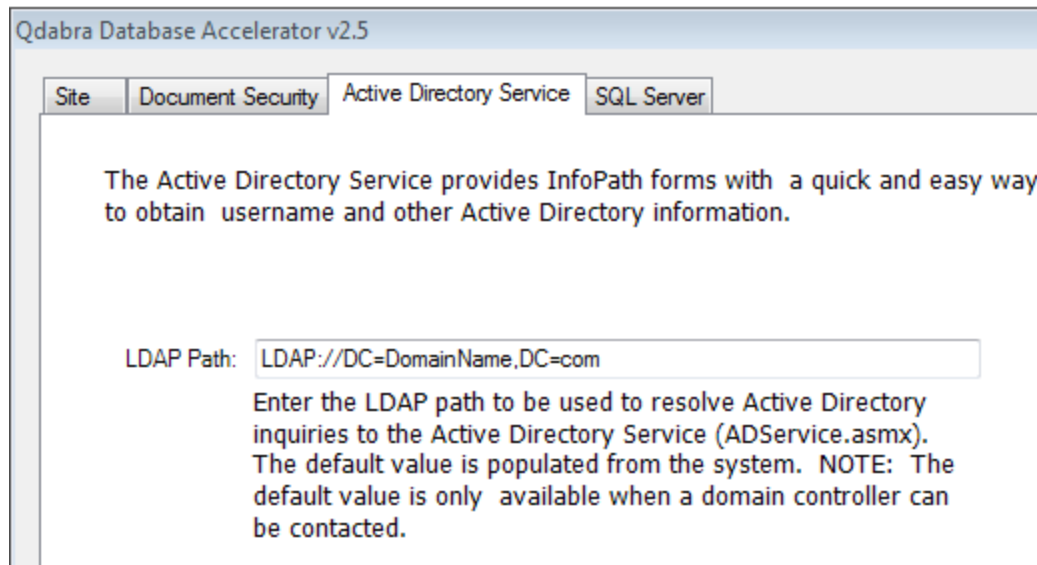 Qdabra Database Accelerator v2.5
Site Document Security Active Directory Service SQL Server
The Active Directory Service provides InfoPath forms with  a quick and easy way
to obtain  username and other Active Directory information.
LDAP Path: LDAP://DC=DomainName,DC=com
Enter the LDAP path to be used to resolve Active Directory
inquiries to the Active Directory Service (ADService.asmx).
The default value is populated from the system.  NOTE:  The
default value is only  available when a domain controller can
be contacted.